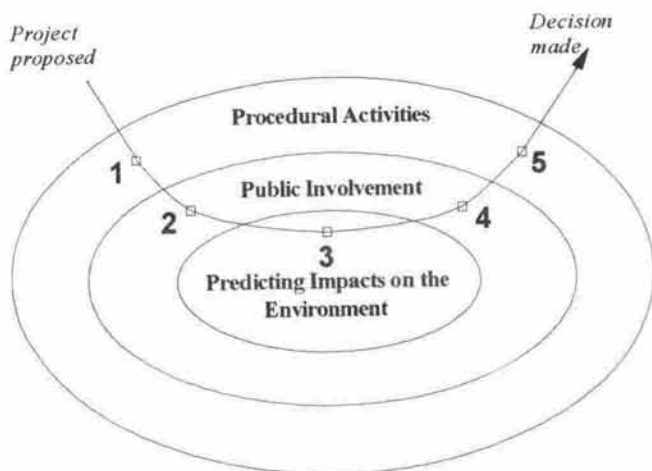 Project
proposed
Decision
made
Procedural Activities
1
5
Public Involvement
2
4
3
Predicting Impacts on the
Environment